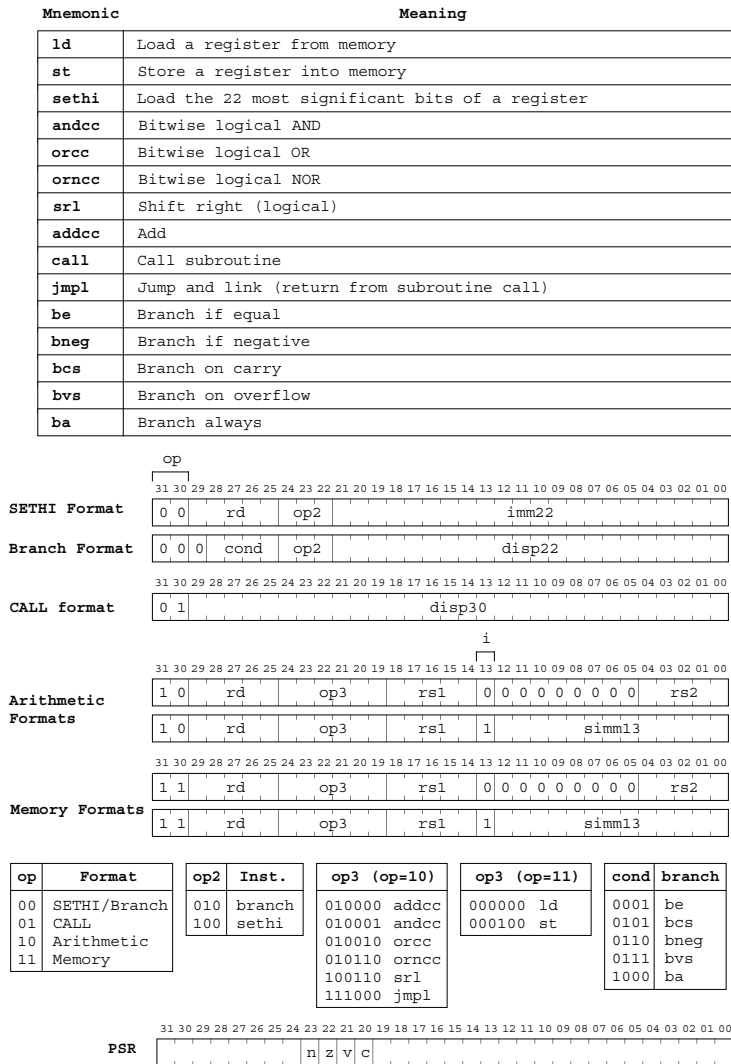 Mnemonic Meaning
ld Load a register from memory
st Store a register into memory
sethi Load the 22 most significant bits of a register
andcc Bitwise logical AND
orcc Bitwise logical OR
orncc Bitwise logical NOR
srl Shift right (logical)
addcc Add
call Call subroutine
jmpl Jump and link (return from subroutine call)
be Branch if equal
bneg Branch if negative
bcs Branch on carry
bvs Branch on overflow
ba Branch always
op
31 30 29 28 27 26 25 24 23 22 21 20 19 18 17 16 15 14 13 12 11 10 09 08 07 06 05 04 03 02 01 00
SETHI Format 0 0 rd op2 imm22
Branch Format 0 0 0 cond op2 disp22
31 30 29 28 27 26 25 24 23 22 21 20 19 18 17 16 15 14 13 12 11 10 09 08 07 06 05 04 03 02 01 00
CALL format 0 1 disp30
i
31 30 29 28 27 26 25 24 23 22 21 20 19 18 17 16 15 14 13 12 11 10 09 08 07 06 05 04 03 02 01 00
Arithmetic Formats
1 0 rd op3 rs1 0 0 0 0 0 0 0 0 0 rs2
1 0 rd op3 rs1 1 simm13
31 30 29 28 27 26 25 24 23 22 21 20 19 18 17 16 15 14 13 12 11 10 09 08 07 06 05 04 03 02 01 00
Memory Formats
1 1 rd op3 rs1 0 0 0 0 0 0 0 0 0 rs2
1 1 rd op3 rs1 1 simm13
op Format
00 SETHI/Branch
01 CALL
10 Arithmetic
11 Memory
op2 Inst.
010 branch
100 sethi
op3 (op=10)
010000 addcc
010001 andcc
010010 orcc
010110 orncc
100110 srl
111000 jmpl
op3 (op=11)
000000 ld
000100 st
cond branch
0001 be
0101 bcs
0110 bneg
0111 bvs
1000 ba
31 30 29 28 27 26 25 24 23 22 21 20 19 18 17 16 15 14 13 12 11 10 09 08 07 06 05 04 03 02 01 00
PSR n z v c